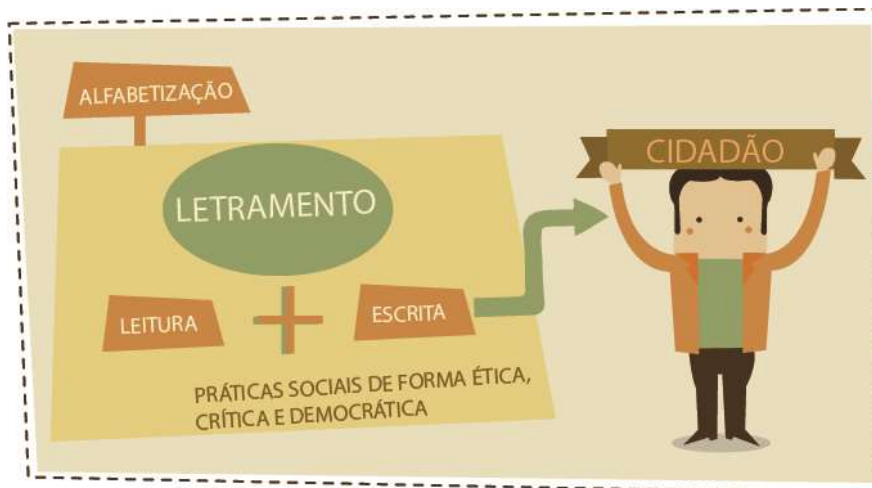 ALFABETIZAÇÃO
LETRAMENTO
CIDADÃO
LEITURA
ESCRITA
PRÁTICAS SOCIAIS DE FORMA ÉTICA,
CRÍTICA E DEMOCRÁTICA